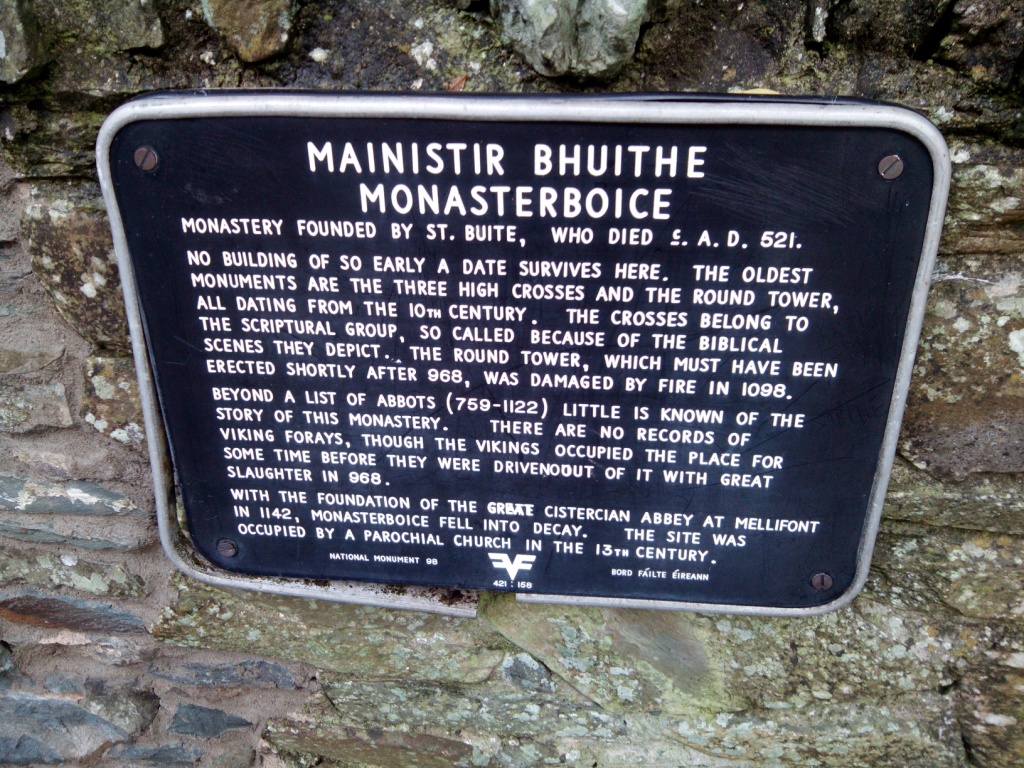 MAINISTIR BHUITHE
MONASTERBOICE
MONASTERY FOUNDED BY ST. BUITE, WHO DIED c. A. D. 521.
NO BUILDING OF SO EARLY A DATE SURVIVES HERE. THE OLDEST
MONUMENTS ARE THE THREE HIGH CROSSES AND THE ROUND TOWER,
ALL DATING FROM THE 10TH CENTURY. THE CROSSES BELONG TO
THE SCRIPTURAL GROUP, SO CALLED BECAUSE OF THE BIBLICAL
SCENES THEY DEPICT. THE ROUND TOWER, WHICH MUST HAVE BEEN
ERECTED SHORTLY AFTER 968, WAS DAMAGED BY FIRE IN 1098.
BEYOND A LIST OF ABBOTS (759-1122) LITTLE IS KNOWN OF THE
STORY OF THIS MONASTERY. THERE ARE NO RECORDS OF
VIKING FORAYS, THOUGH THE VIKINGS OCCUPIED THE PLACE FOR
SOME TIME BEFORE THEY WERE DRIVENOOUT OF IT WITH GREAT
SLAUGHTER IN 968.
WITH THE FOUNDATION OF THE GREAT CISTERCIAN ABBEY AT MELLIFONT
IN 1142, MONASTERBOICE FELL INTO DECAY. THE SITE WAS
OCCUPIED BY A PAROCHIAL CHURCH IN THE 13TH CENTURY.
NATIONAL MONUMENT 98
421 : 158
BORD FÁILTE ÉIREANN